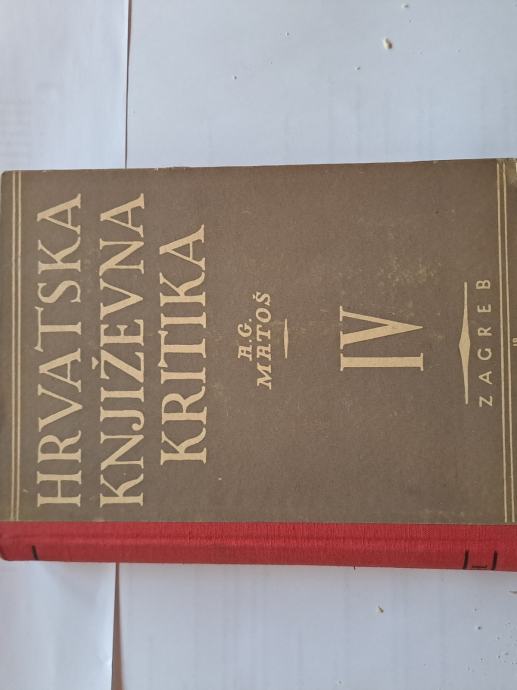 HRVATSKA
KNJIŽEVNA
KRITIKA
A.G.
MATOŠ
IV
ZAGREB